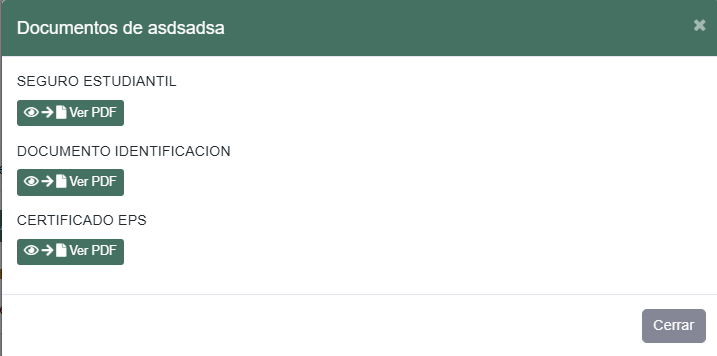 Documentos de asdsadsa
SEGURO ESTUDIANTIL
Ver PDF
DOCUMENTO IDENTIFICACION
Ver PDF
CERTIFICADO EPS
Ver PDF
Cerrar